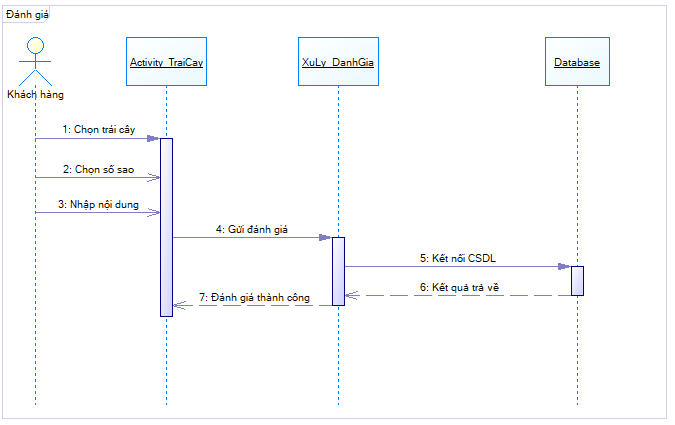 Đánh giá
Activity_TraiCay
XuLy_DanhGia
Database
Khách hàng
1: Chọn trái cây
2: Chọn số sao
3: Nhập nội dung
4: Gửi đánh giá
5: Kết nối CSDL
6: Kết quả trả về
7: Đánh giá thành công